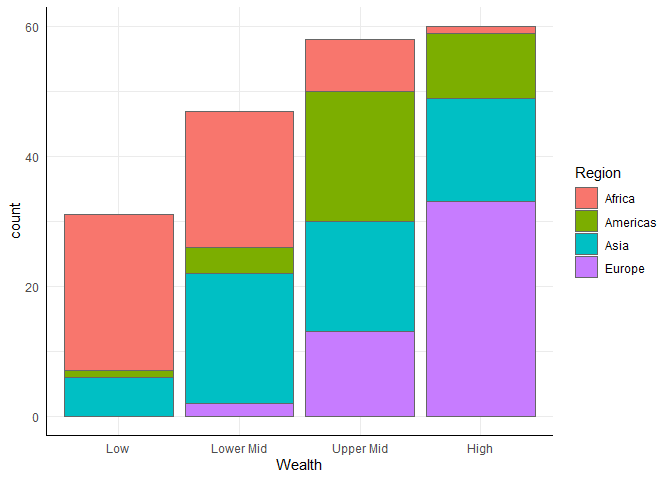 60
40
20
0
count
Low
Lower Mid
Upper Mid
High
Wealth
Region
Africa
Americas
Asia
Europe